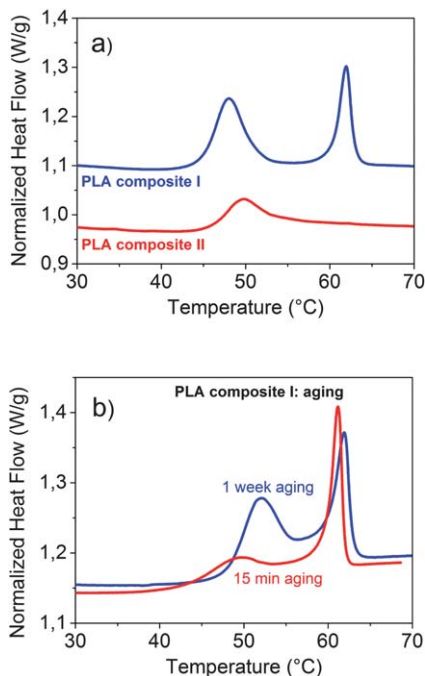 a)
Normalized Heat Flow (W/g)
1,4
1,3
1,2
1,1
1,0
0,9
PLA composite I
PLA composite II
30 40 50 60 70
Temperature (°C)
b)
PLA composite I: aging
Normalized Heat Flow (W/g)
1,4
1,3
1,2
1,1
1 week aging
15 min aging
30 40 50 60 70
Temperature (°C)